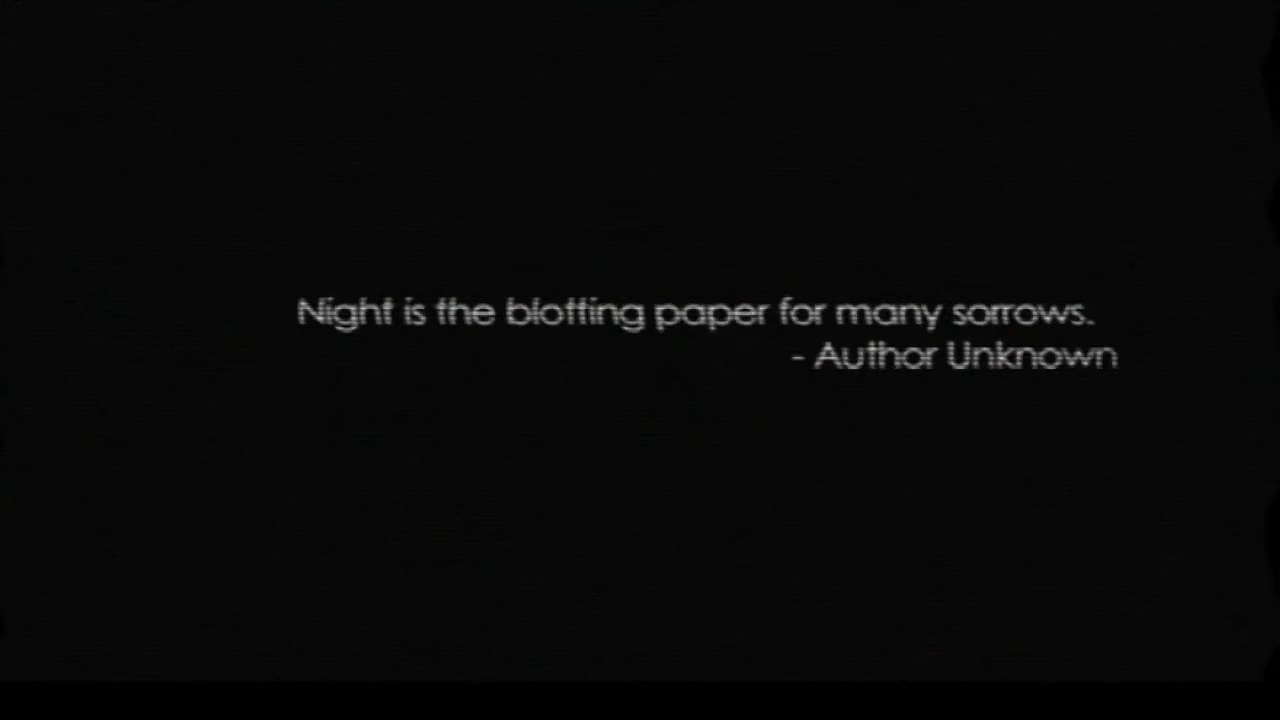 Night is the blotting paper for many sorrows.
- Author Unknown